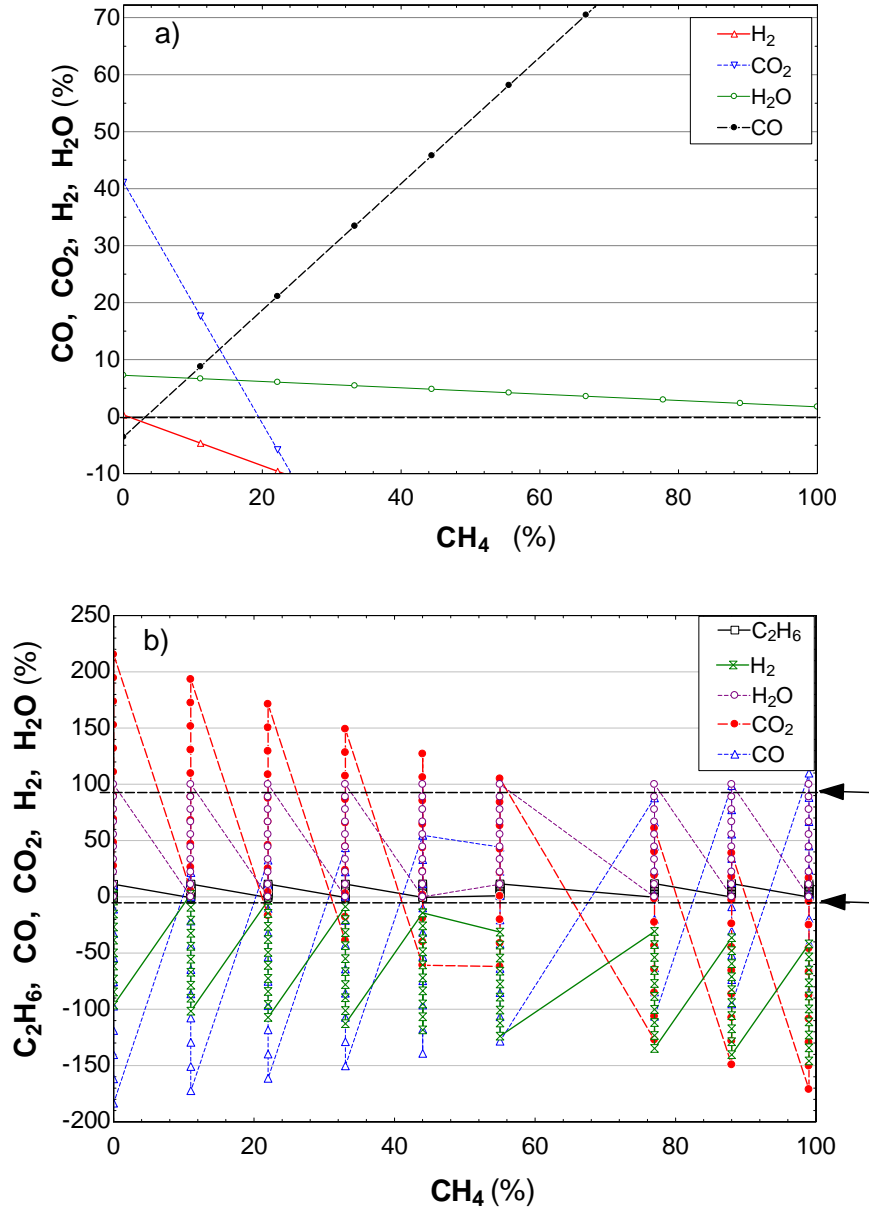 a)
CO, CO₂, H₂, H₂O (%)
70
60
50
40
30
20
10
0
-10
H₂
CO₂
H₂O
CO
0 20 40 60 80 100
CH₄ (%)
b)
C₂H₆, CO, CO₂, H₂, H₂O (%)
250
200
150
100
50
0
-50
-100
-150
-200
C₂H₆
H₂
H₂O
CO₂
CO
0 20 40 60 80 100
CH₄ (%)